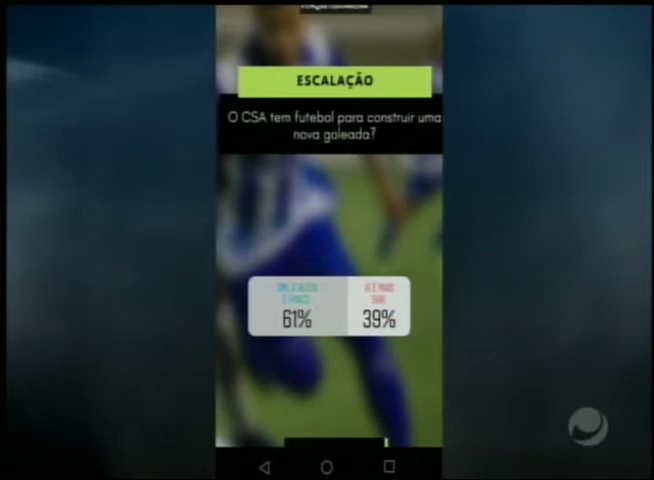 ESCALAÇÃO
O CSA tem futebol para construir uma
nova goleada?
61%
39%